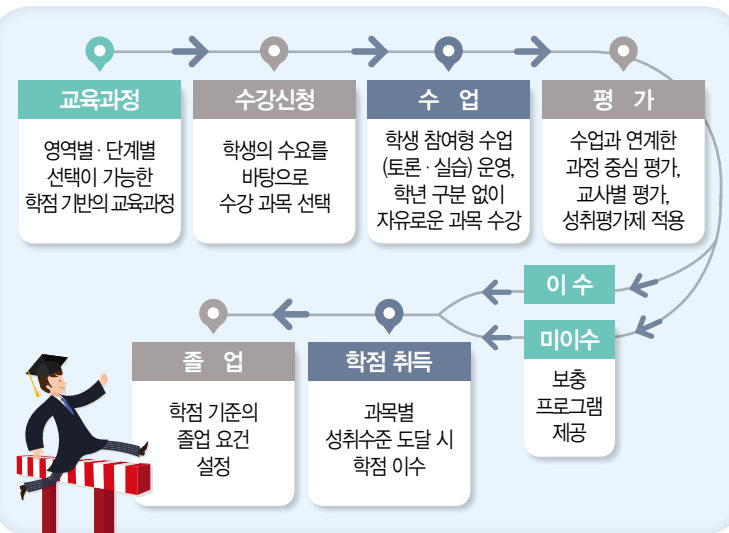 교육과정
영역별·단계별
선택이 가능한
학점 기반의 교육과정
수강신청
학생의 수요를
바탕으로
수강 과목 선택
수 업
학생 참여형 수업
(토론·실습) 운영,
학년 구분 없이
자유로운 과목 수강
평 가
수업과 연계한
과정 중심 평가,
교사별 평가,
성취평가제 적용
이 수
미이수
보충
프로그램
제공
학점 취득
과목별
성취수준 도달 시
학점 이수
졸 업
학점 기준의
졸업 요건
설정